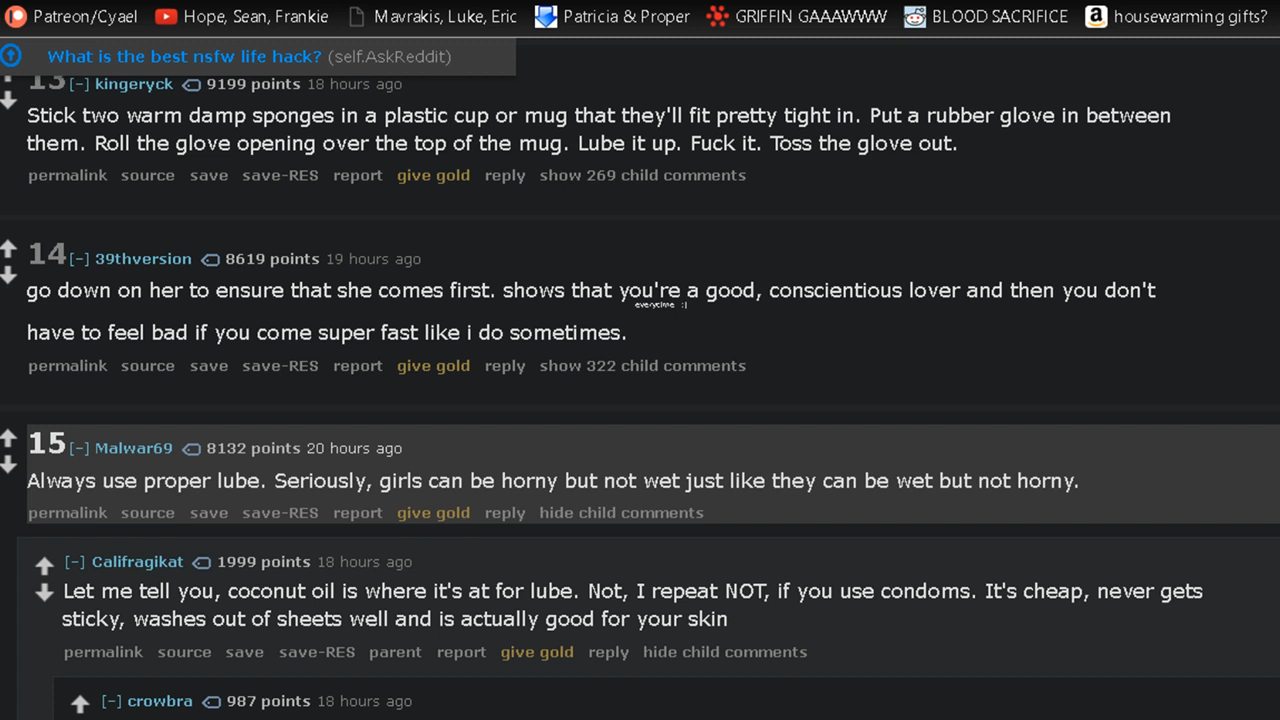 Patreon/Cyael Hope, Sean, Frankie Mavrakis, Luke, Eric Patricia & Proper GRIFFIN GAAAWWW BLOOD SACRIFICE housewarming gifts?
What is the best nsfw life hack? (self.AskReddit)
13 [-] kingeryck 9199 points 18 hours ago
Stick two warm damp sponges in a plastic cup or mug that they'll fit pretty tight in. Put a rubber glove in between
them. Roll the glove opening over the top of the mug. Lube it up. Fuck it. Toss the glove out.
permalink source save save-RES report give gold reply show 269 child comments
14 [-] 39thversion 8619 points 19 hours ago
go down on her to ensure that she comes first. shows that you're a good, conscientious lover and then you don't
everytime :|
have to feel bad if you come super fast like i do sometimes.
permalink source save save-RES report give gold reply show 322 child comments
15 [-] Malwar69 8132 points 20 hours ago
Always use proper lube. Seriously, girls can be horny but not wet just like they can be wet but not horny.
permalink source save save-RES report give gold reply hide child comments
[-] Califragikat 1999 points 18 hours ago
Let me tell you, coconut oil is where it's at for lube. Not, I repeat NOT, if you use condoms. It's cheap, never gets
sticky, washes out of sheets well and is actually good for your skin
permalink source save save-RES parent report give gold reply hide child comments
[-] crowbra 987 points 18 hours ago